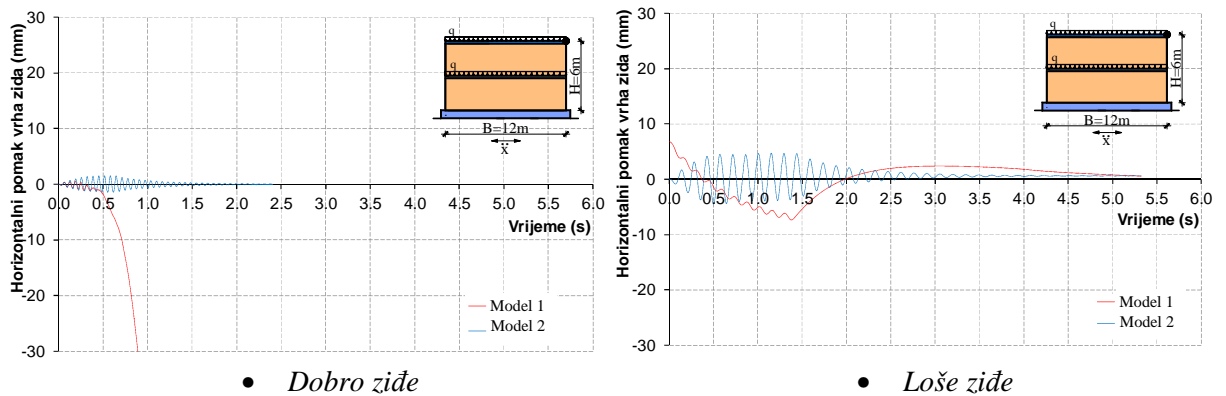 Horizontalni pomak vrha zida (mm)
30
20
10
0
-10
-20
-30
0.0 0.5 1.0 1.5 2.0 2.5 3.0 3.5 4.0 4.5 5.0 5.5 6.0
Vrijeme (s)
q
q
H=6m
B=12m
ẍ
Model 1
Model 2
• Dobro ziđe
Horizontalni pomak vrha zida (mm)
30
20
10
0
-10
-20
-30
0.0 0.5 1.0 1.5 2.0 2.5 3.0 3.5 4.0 4.5 5.0 5.5 6.0
Vrijeme (s)
q
q
H=6m
B=12m
ẍ
Model 1
Model 2
• Loše ziđe